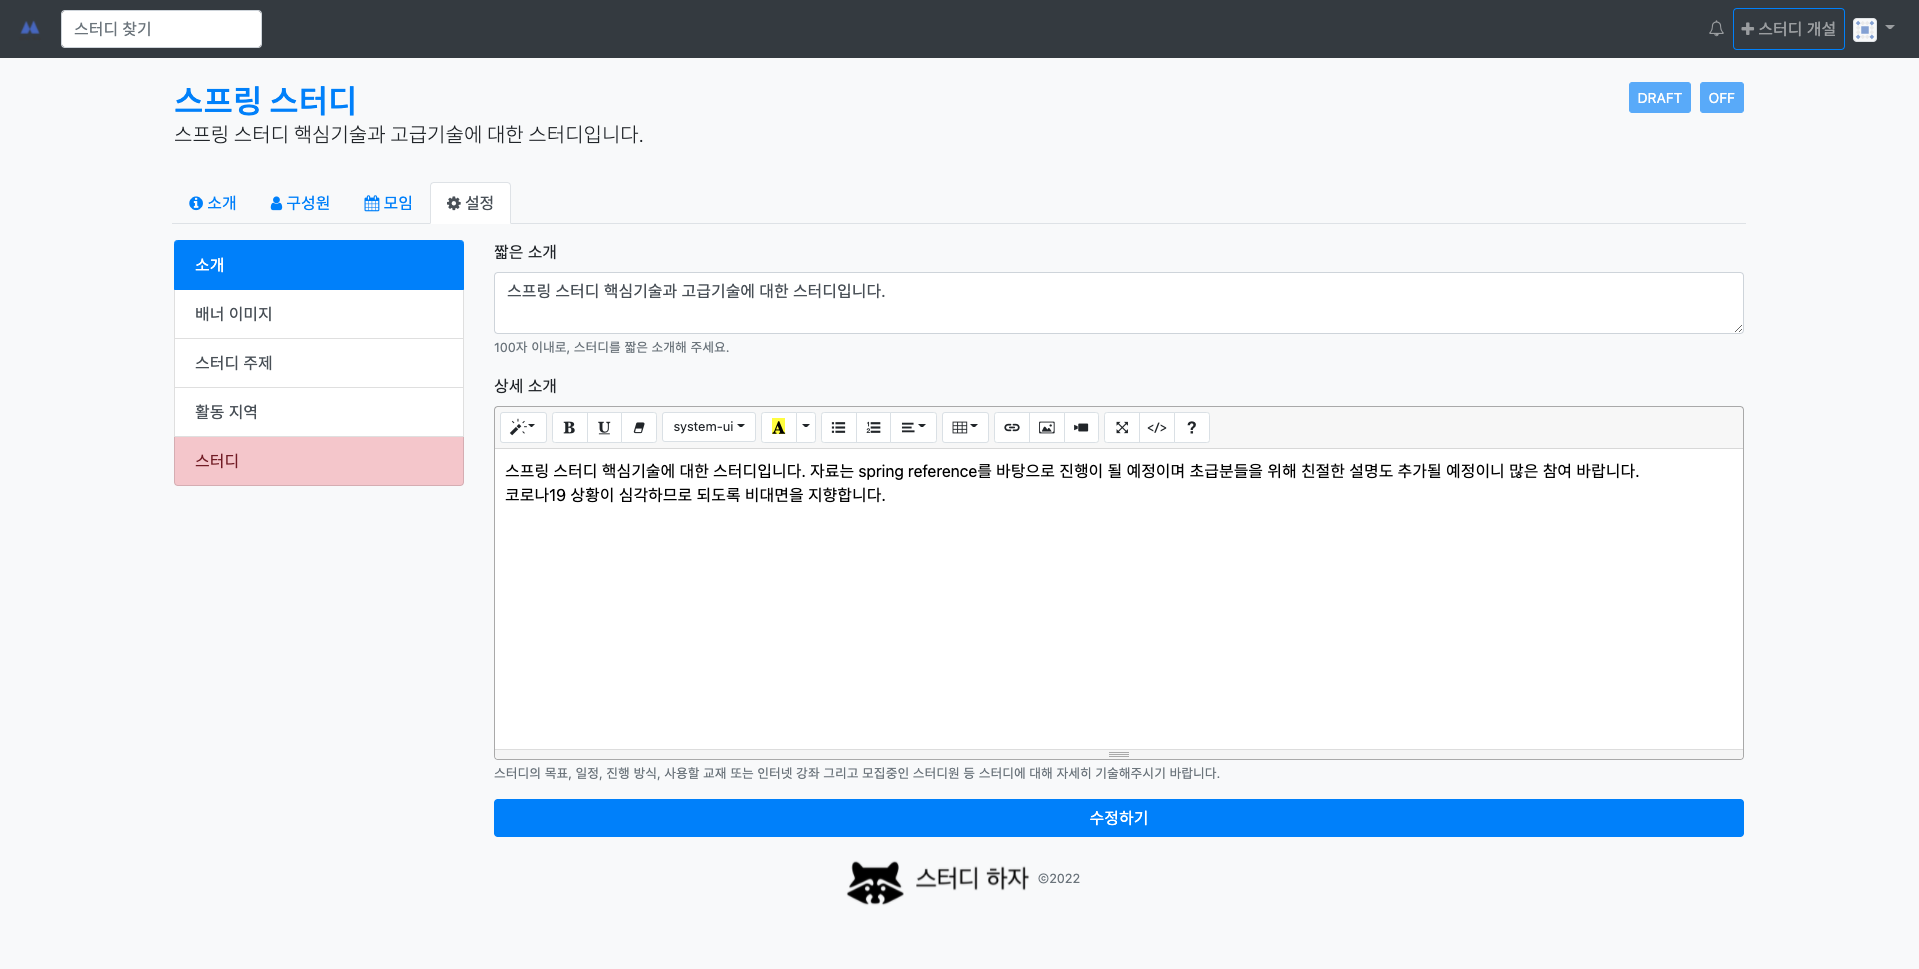 스터디 찾기
스터디 개설
스프링 스터디
DRAFT OFF
스프링 스터디 핵심기술과 고급기술에 대한 스터디입니다.
소개 구성원 모임 설정
소개
배너 이미지
스터디 주제
활동 지역
스터디
짧은 소개
스프링 스터디 핵심기술과 고급기술에 대한 스터디입니다.
100자 이내로, 스터디를 짧은 소개해 주세요.
상세 소개
B U system-ui A </> ?
스프링 스터디 핵심기술에 대한 스터디입니다. 자료는 spring reference를 바탕으로 진행이 될 예정이며 초급분들을 위해 친절한 설명도 추가될 예정이니 많은 참여 바랍니다.
코로나19 상황이 심각하므로 되도록 비대면을 지향합니다.
스터디의 목표, 일정, 진행 방식, 사용할 교재 또는 인터넷 강좌 그리고 모집중인 스터디원 등 스터디에 대해 자세히 기술해주시기 바랍니다.
수정하기
스터디 하자 ©2022